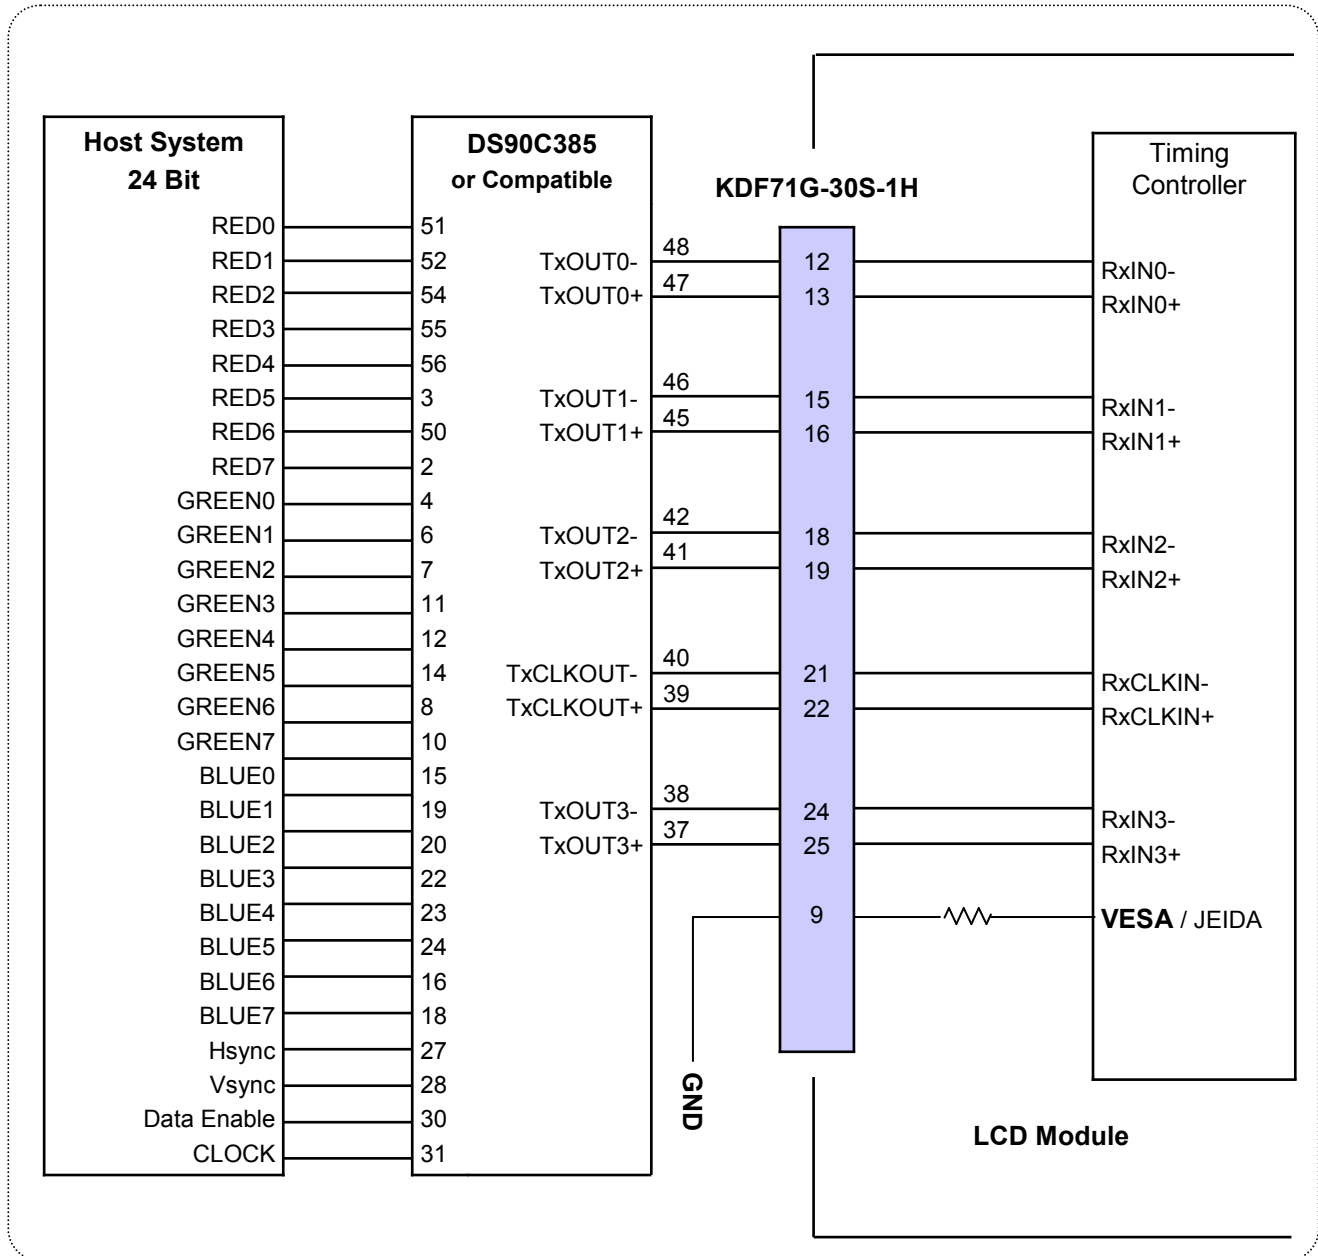 Host System
24 Bit
DS90C385
or Compatible
KDF71G-30S-1H
Timing
Controller
RED0 51
RED1 52 TxOUT0- 48 12 RxIN0-
RED2 54 TxOUT0+ 47 13 RxIN0+
RED3 55
RED4 56
RED5 3 TxOUT1- 46 15 RxIN1-
RED6 50 TxOUT1+ 45 16 RxIN1+
RED7 2
GREEN0 4
GREEN1 6 TxOUT2- 42 18 RxIN2-
GREEN2 7 TxOUT2+ 41 19 RxIN2+
GREEN3 11
GREEN4 12
GREEN5 14 TxCLKOUT- 40 21 RxCLKIN-
GREEN6 8 TxCLKOUT+ 39 22 RxCLKIN+
GREEN7 10
BLUE0 15
BLUE1 19 TxOUT3- 38 24 RxIN3-
BLUE2 20 TxOUT3+ 37 25 RxIN3+
BLUE3 22
BLUE4 23 9 VESA / JEIDA
BLUE5 24
BLUE6 16
BLUE7 18
Hsync 27
Vsync 28
Data Enable 30
CLOCK 31
GND
LCD Module